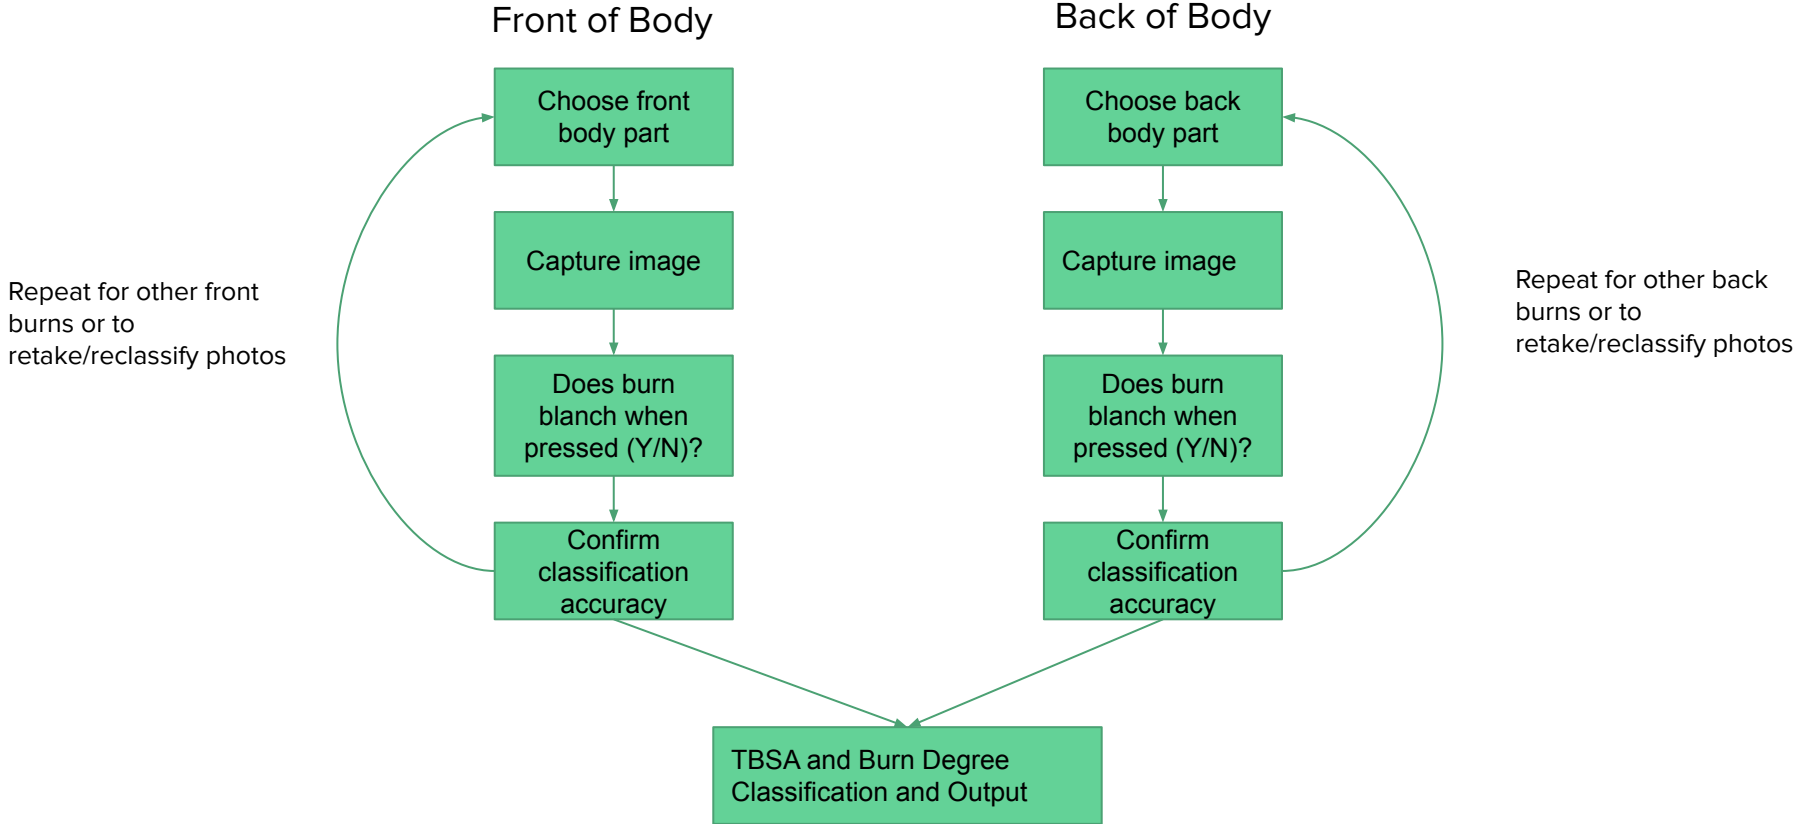 Front of Body
Back of Body
Choose front
body part
Choose back
body part
Capture image
Capture image
Repeat for other front
burns or to
retake/reclassify photos
Repeat for other back
burns or to
retake/reclassify photos
Does burn
blanch when
pressed (Y/N)?
Does burn
blanch when
pressed (Y/N)?
Confirm
classification
accuracy
Confirm
classification
accuracy
TBSA and Burn Degree
Classification and Output